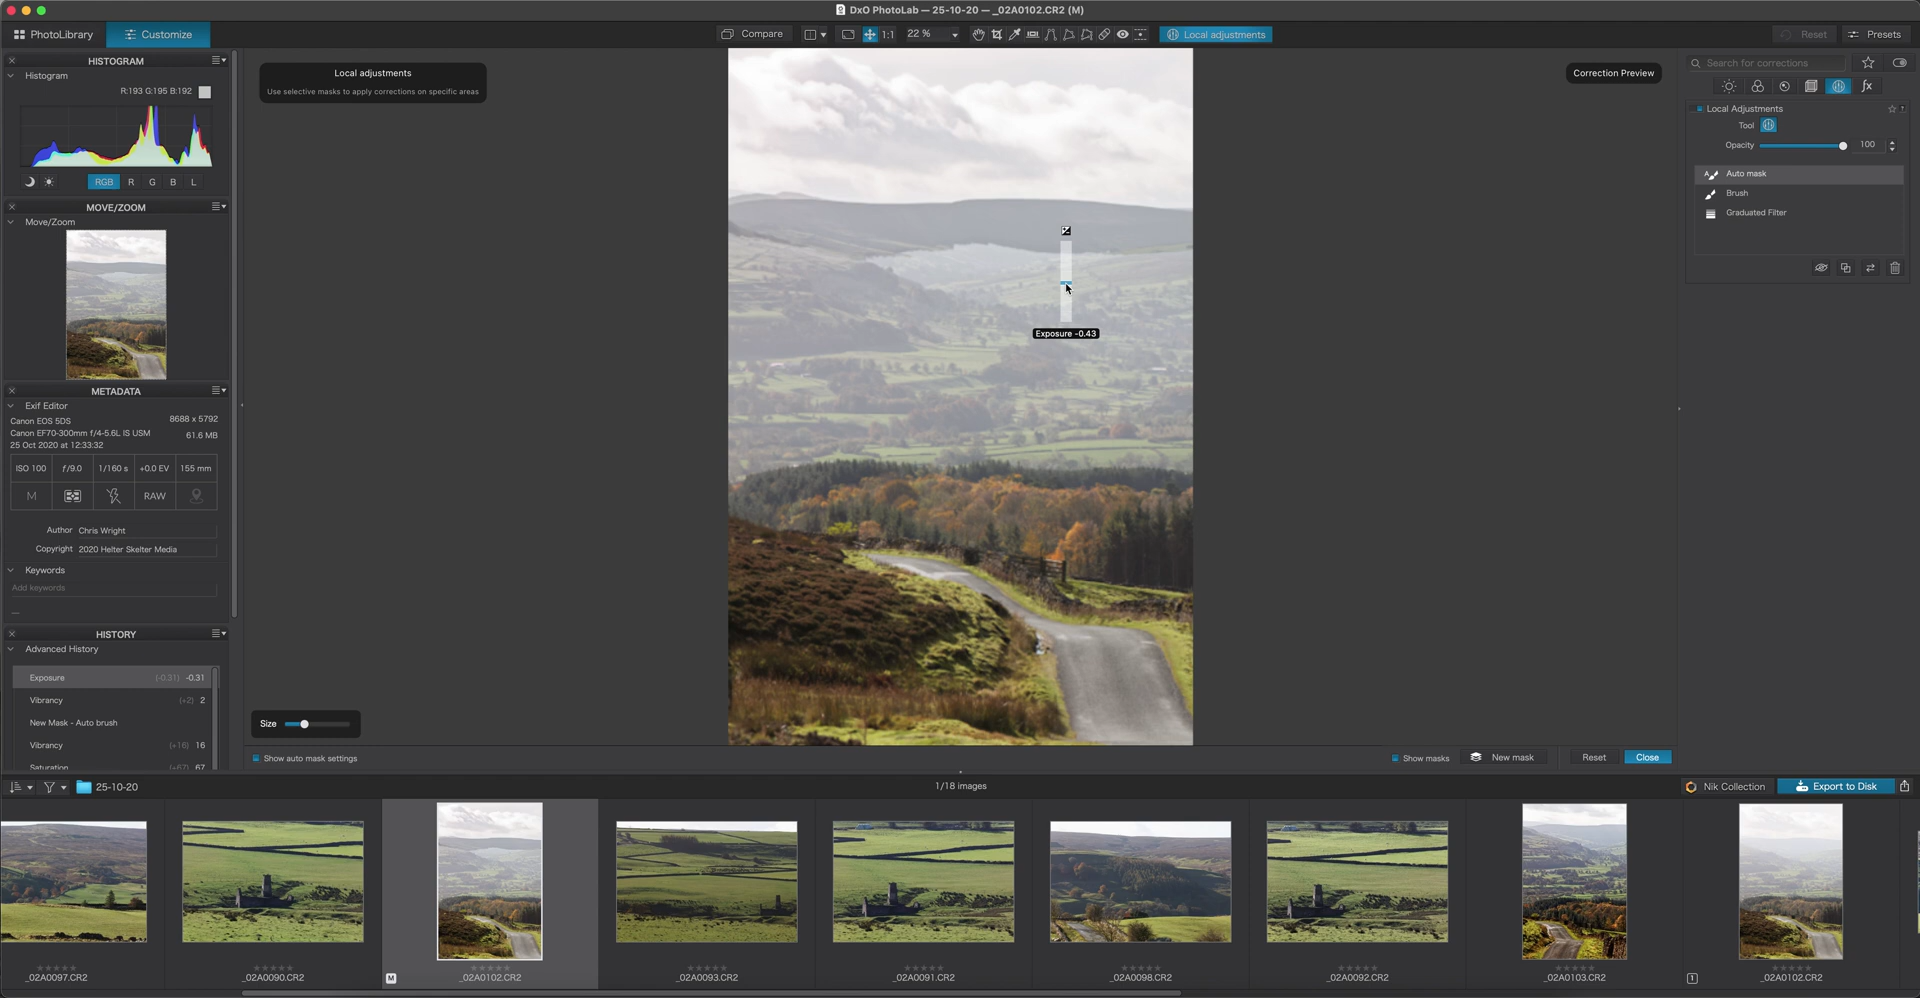 DxO PhotoLab — 25-10-20 — _02A0102.CR2 (M)
PhotoLibrary
Customize
Compare
1:1
22 %
Local adjustments
Reset
Presets
HISTOGRAM
Histogram
R:193 G:195 B:192
RGB
R
G
B
L
MOVE/ZOOM
Move/Zoom
METADATA
Exif Editor
Canon EOS 5DS
8688 x 5792
Canon EF70-300mm f/4-5.6L IS USM
61.6 MB
25 Oct 2020 at 12:33:32
ISO 100
f/9.0
1/160 s
+0.0 EV
155 mm
M
RAW
Author
Chris Wright
Copyright
2020 Helter Skelter Media
Keywords
Add keywords
HISTORY
Advanced History
Exposure (-0.31) -0.31
Vibrancy (+2) 2
New Mask - Auto brush
Vibrancy (+16) 16
Saturation (+67) 67
Local adjustments
Use selective masks to apply corrections on specific areas
Correction Preview
Exposure -0.43
Size
Show auto mask settings
Show masks
New mask
Reset
Close
Search for corrections
fx
Local Adjustments
Tool
Opacity
100
Auto mask
Brush
Graduated Filter
25-10-20
1/18 images
Nik Collection
Export to Disk
_02A0097.CR2
_02A0090.CR2
M
_02A0102.CR2
_02A0093.CR2
_02A0091.CR2
_02A0098.CR2
_02A0092.CR2
_02A0103.CR2
1
_02A0102.CR2